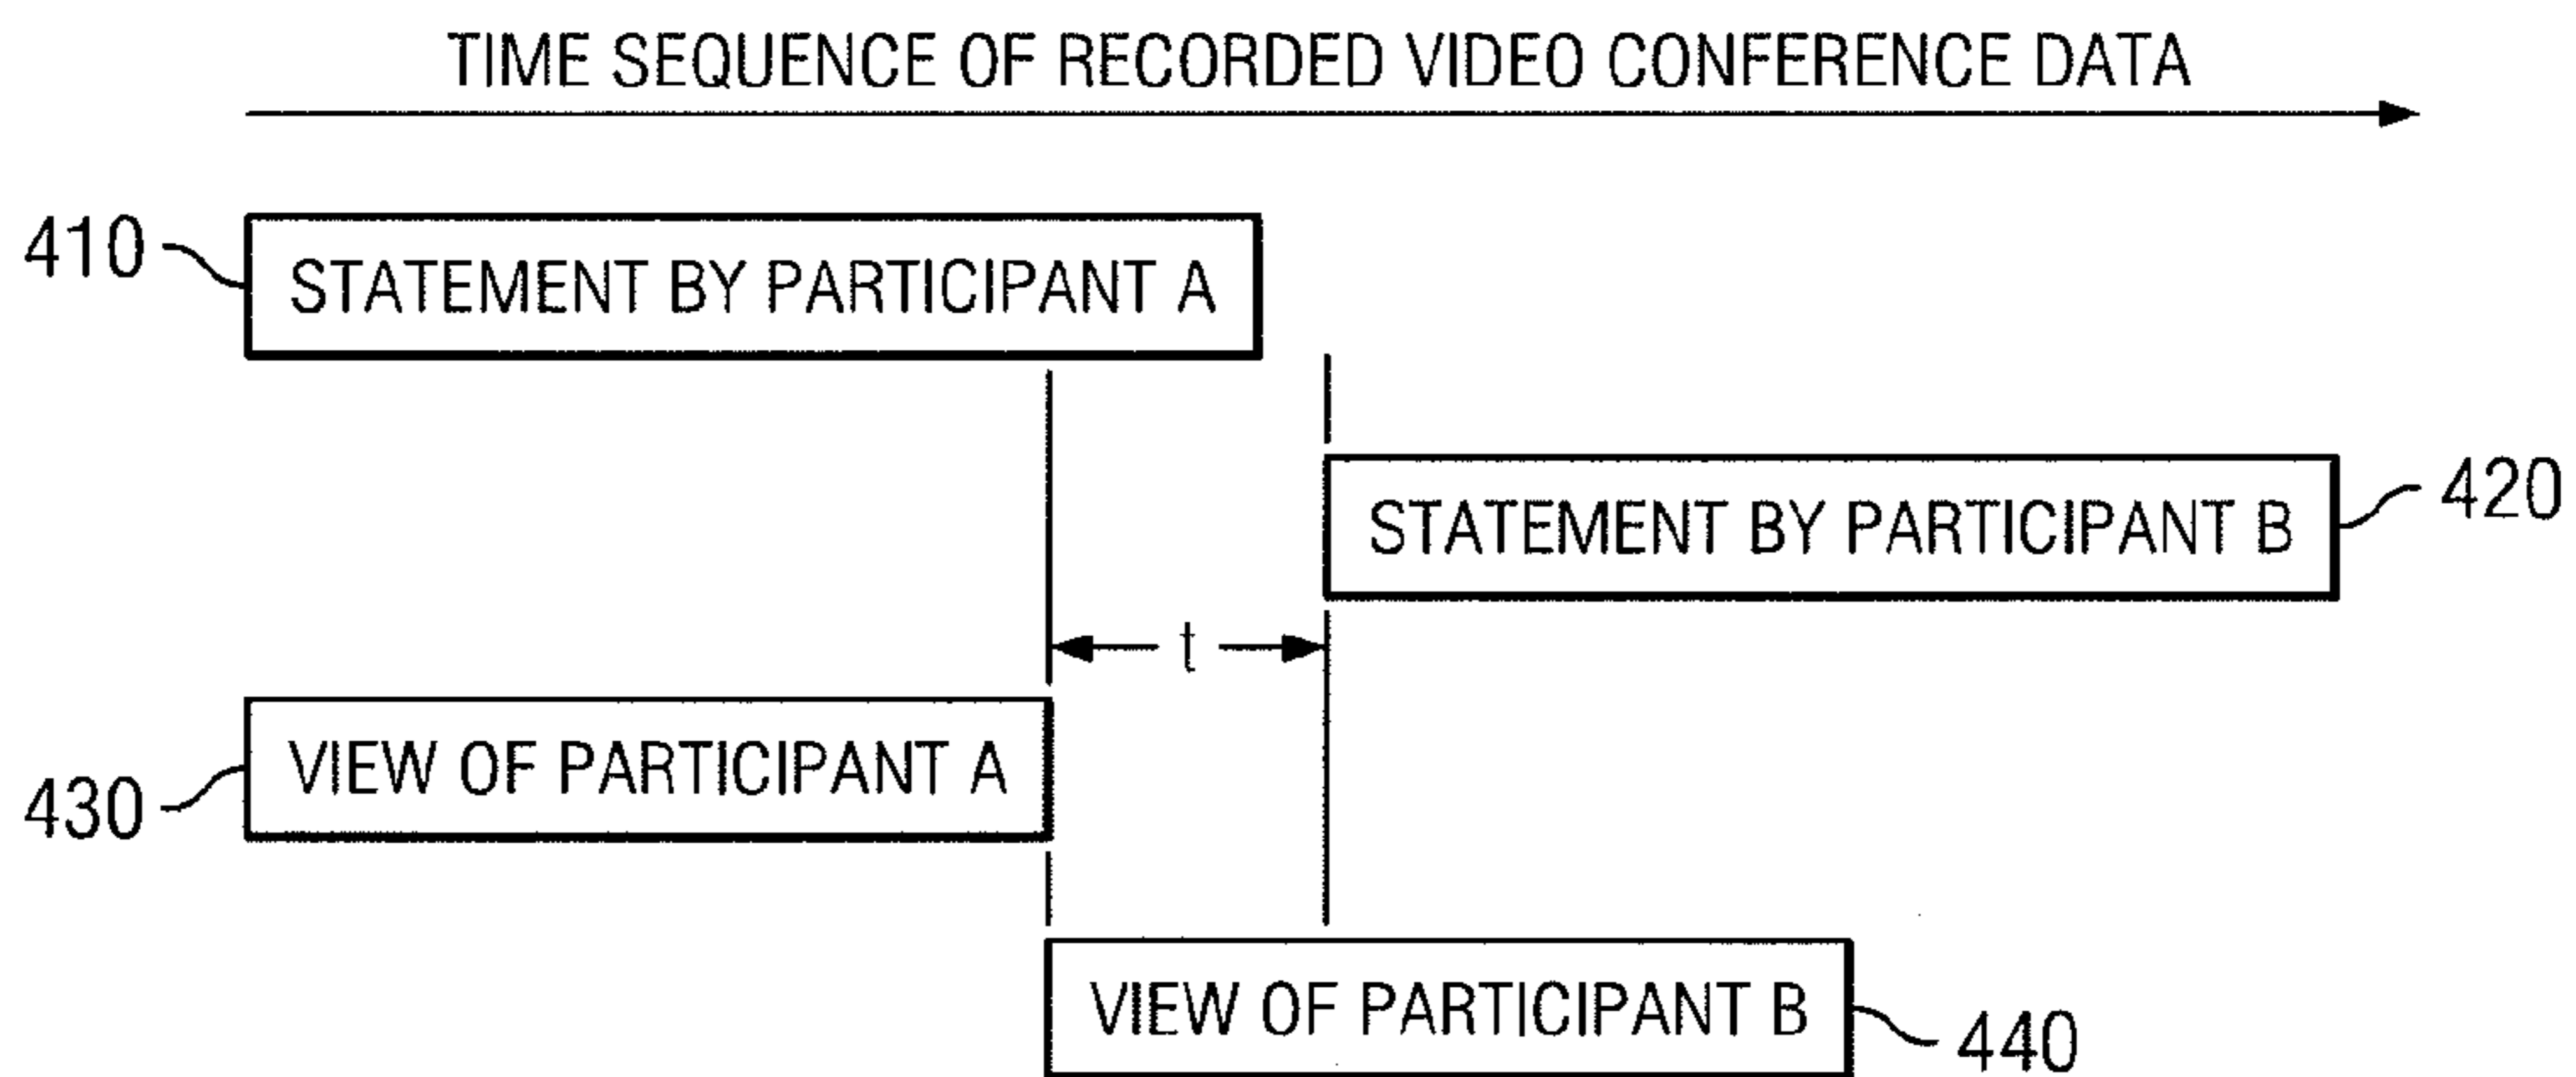 TIME SEQUENCE OF RECORDED VIDEO CONFERENCE DATA
410
STATEMENT BY PARTICIPANT A
STATEMENT BY PARTICIPANT B
420
t
430
VIEW OF PARTICIPANT A
VIEW OF PARTICIPANT B
440